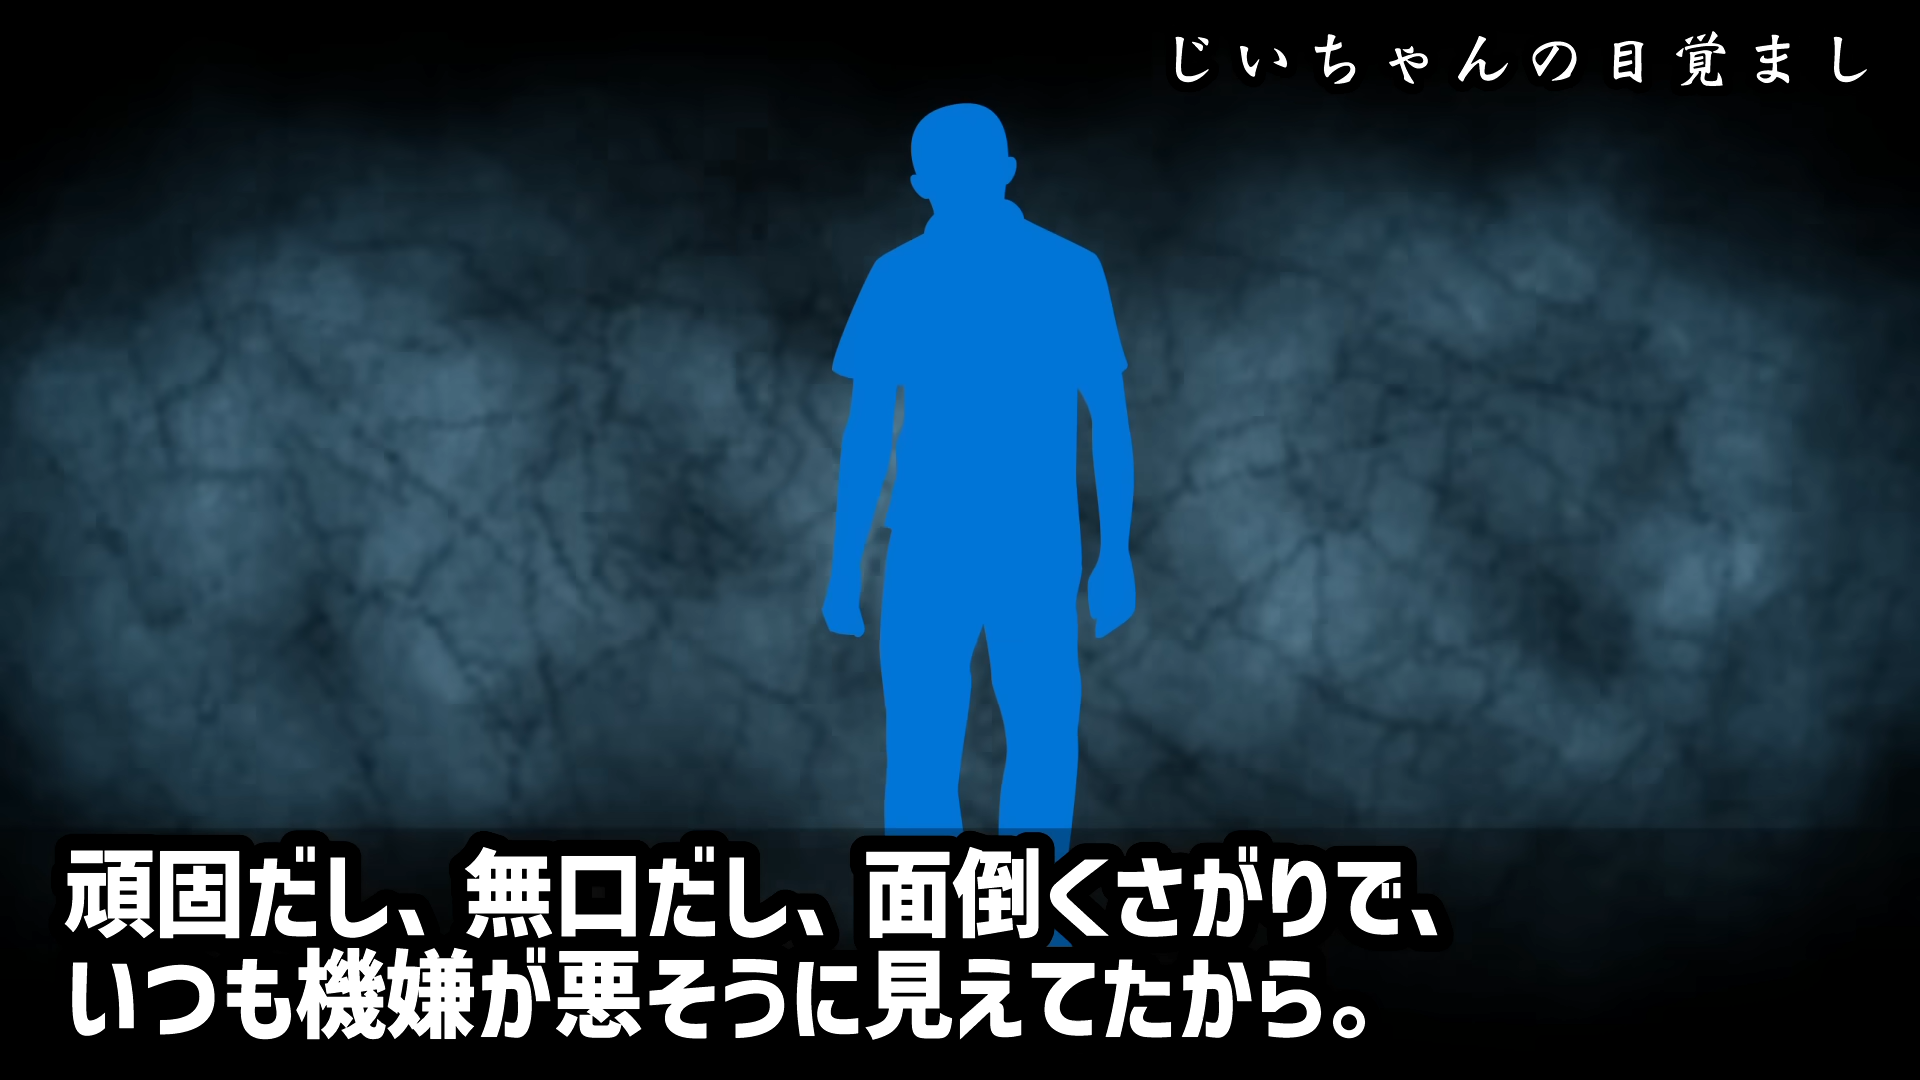 じいちゃんの目覚まし
頑固だし、無口だし、面倒くさがりで、
いつも機嫌が悪そうに見えてたから。